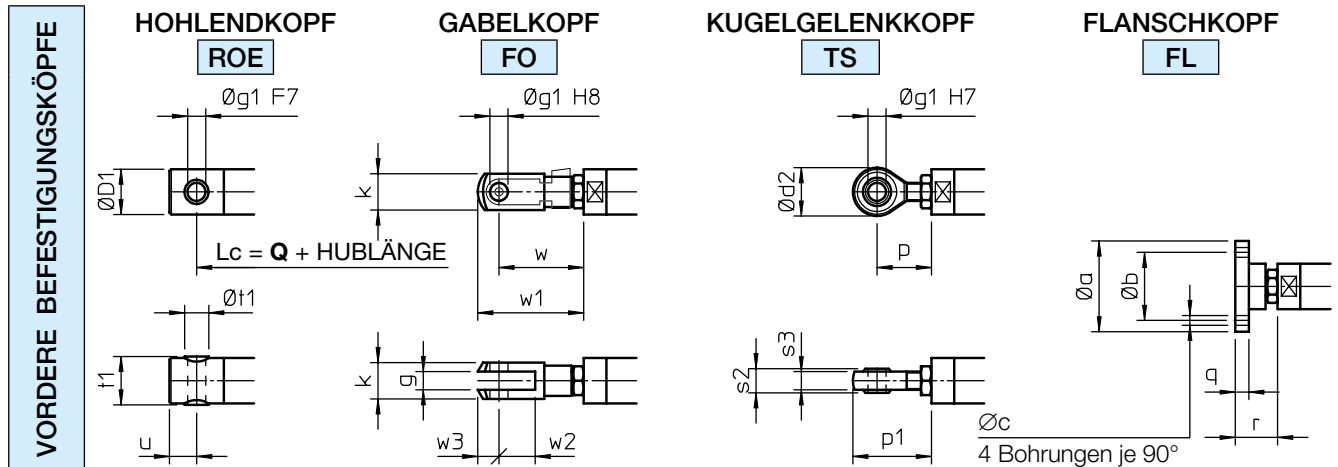 VORDERE BEFESTIGUNGSKÖPFE
HOHLENDKOPF
ROE
Øg1 F7
ØD1
Lc = Q + HUBLÄNGE
Øt1
t1
u
GABELKOPF
FO
Øg1 H8
k
w
w1
k
g
w3
w2
KUGELGELENKKOPF
TS
Øg1 H7
Ød2
p
s3
s2
p1
FLANSCHKOPF
FL
Øa
Øb
q
r
Øc
4 Bohrungen je 90°